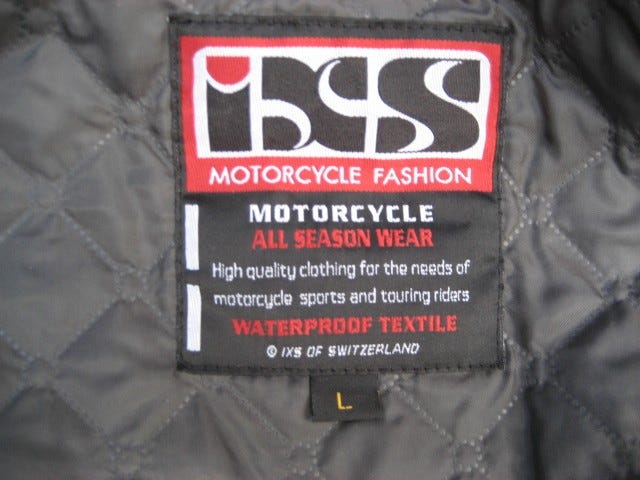 iXS
MOTORCYCLE FASHION
MOTORCYCLE
ALL SEASON WEAR
High quality clothing for the needs of
motorcycle sports and touring riders
WATERPROOF TEXTILE
© IXS OF SWITZERLAND
L